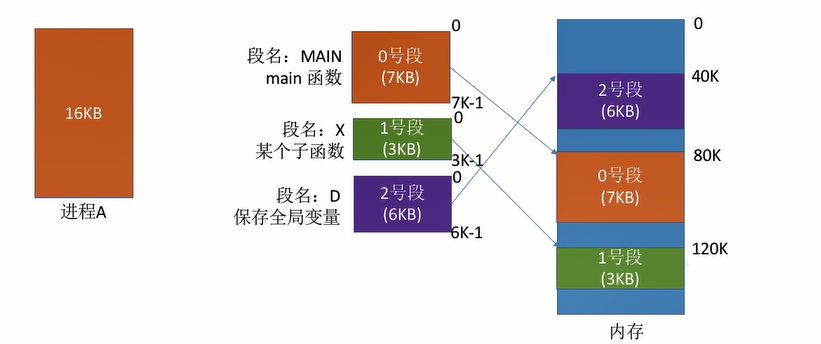 16KB
进程A
段名：MAIN
main 函数
0号段
(7KB)
0
7K-1
段名：X
某个子函数
1号段
(3KB)
0
3K-1
段名：D
保存全局变量
2号段
(6KB)
0
6K-1
0
2号段
(6KB)
40K
0号段
(7KB)
80K
1号段
(3KB)
120K
内存